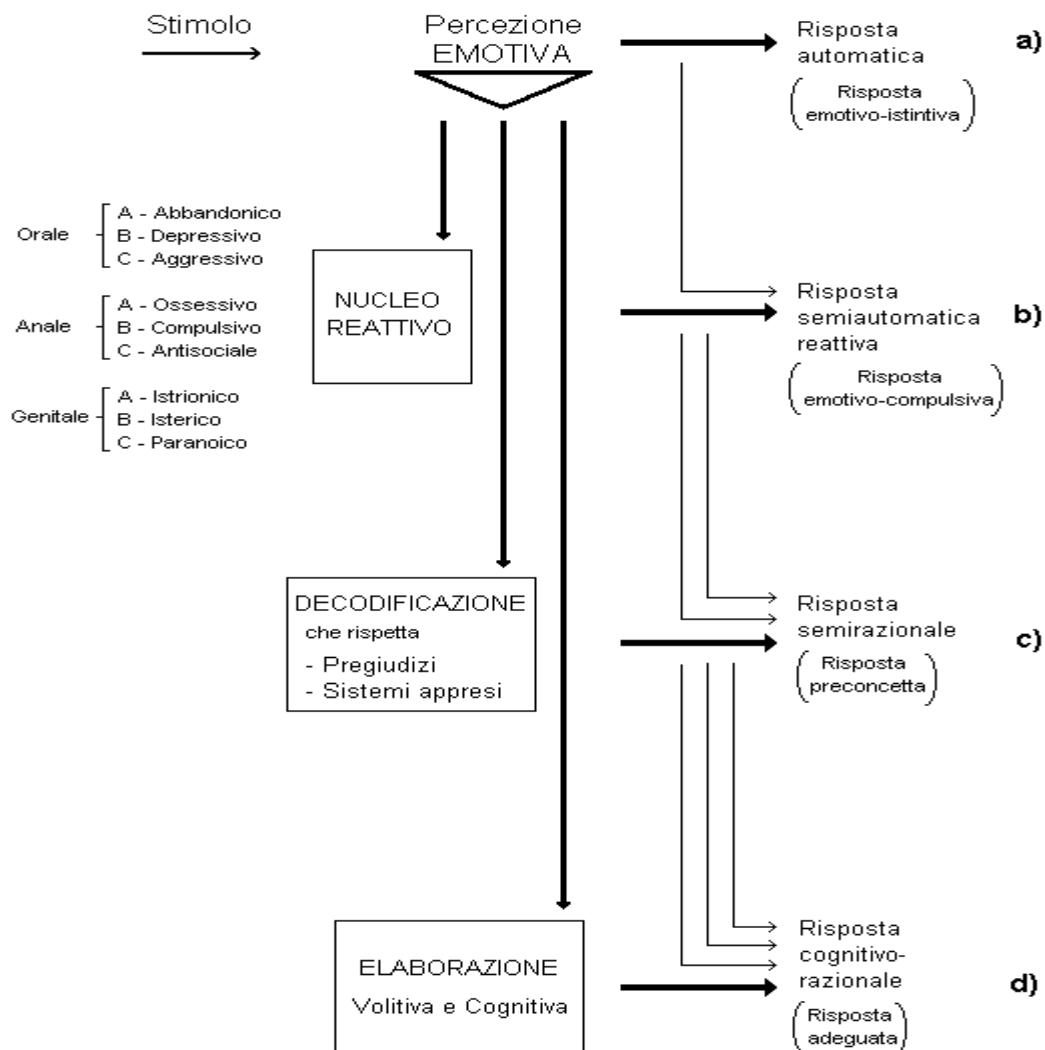 Stimolo
Percezione
EMOTIVA
Risposta
automatica
a)
Risposta
emotivo-istintiva
Orale
A - Abbandonico
B - Depressivo
C - Aggressivo
Anale
A - Ossessivo
B - Compulsivo
C - Antisociale
Genitale
A - Istrionico
B - Isterico
C - Paranoico
NUCLEO
REATTIVO
Risposta
semiautomatica
reattiva
b)
Risposta
emotivo-compulsiva
DECODIFICAZIONE
che rispetta
- Pregiudizi
- Sistemi appresi
Risposta
semirazionale
c)
Risposta
preconcetta
ELABORAZIONE
Volitiva e Cognitiva
Risposta
cognitivo-
razionale
d)
Risposta
adeguata